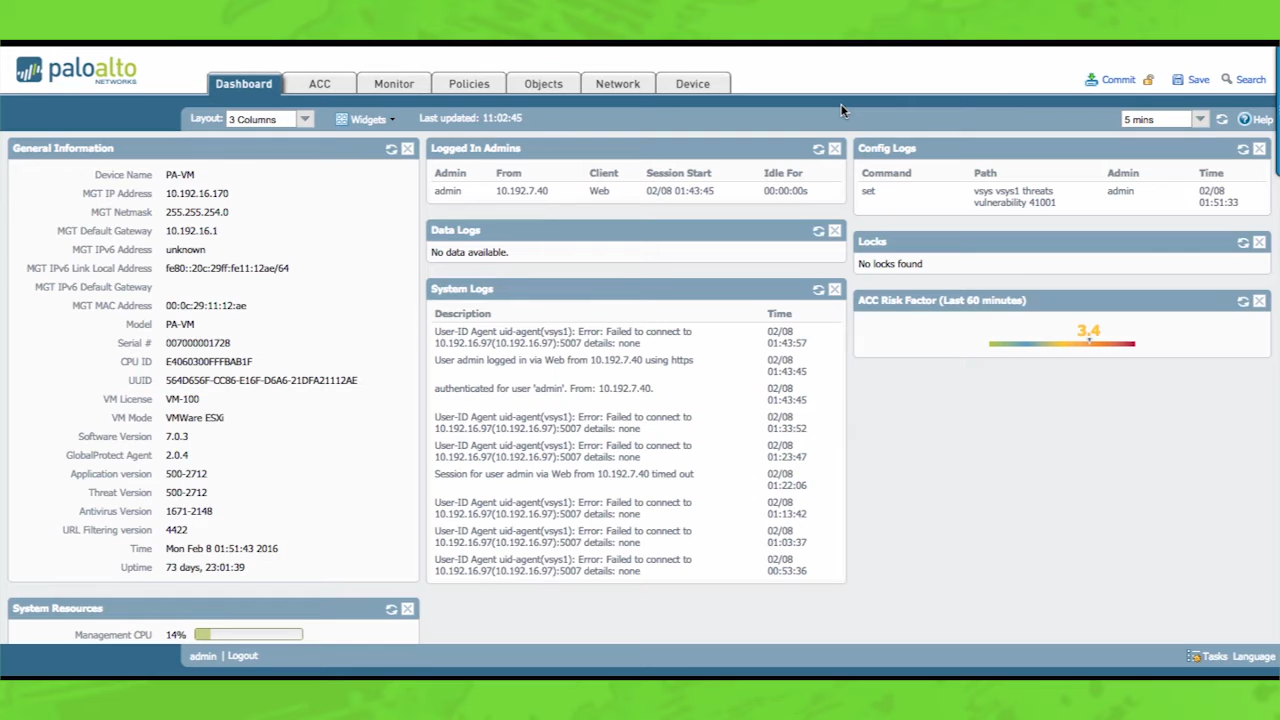 paloalto
NETWORKS
Dashboard ACC Monitor Policies Objects Network Device
Commit Save Search
Layout: 3 Columns Widgets Last updated: 11:02:45 5 mins Help
General Information
Device Name PA-VM
MGT IP Address 10.192.16.170
MGT Netmask 255.255.254.0
MGT Default Gateway 10.192.16.1
MGT IPv6 Address unknown
MGT IPv6 Link Local Address fe80::20c:29ff:fe11:12ae/64
MGT IPv6 Default Gateway
MGT MAC Address 00:0c:29:11:12:ae
Model PA-VM
Serial # 007000001728
CPU ID E4060300FFFBAB1F
UUID 564D656F-CC86-E16F-D6A6-21DFA21112AE
VM License VM-100
VM Mode VMWare ESXi
Software Version 7.0.3
GlobalProtect Agent 2.0.4
Application version 500-2712
Threat Version 500-2712
Antivirus Version 1671-2148
URL Filtering version 4422
Time Mon Feb 8 01:51:43 2016
Uptime 73 days, 23:01:39
System Resources
Management CPU 14%
Logged In Admins
Admin From Client Session Start Idle For
admin 10.192.7.40 Web 02/08 01:43:45 00:00:00s
Data Logs
No data available.
System Logs
Description Time
User-ID Agent uid-agent(vsys1): Error: Failed to connect to 02/08
10.192.16.97(10.192.16.97):5007 details: none 01:43:57
User admin logged in via Web from 10.192.7.40 using https 02/08
01:43:45
authenticated for user 'admin'. From: 10.192.7.40. 02/08
01:43:45
User-ID Agent uid-agent(vsys1): Error: Failed to connect to 02/08
10.192.16.97(10.192.16.97):5007 details: none 01:33:52
User-ID Agent uid-agent(vsys1): Error: Failed to connect to 02/08
10.192.16.97(10.192.16.97):5007 details: none 01:23:47
Session for user admin via Web from 10.192.7.40 timed out 02/08
01:22:06
User-ID Agent uid-agent(vsys1): Error: Failed to connect to 02/08
10.192.16.97(10.192.16.97):5007 details: none 01:13:42
User-ID Agent uid-agent(vsys1): Error: Failed to connect to 02/08
10.192.16.97(10.192.16.97):5007 details: none 01:03:37
User-ID Agent uid-agent(vsys1): Error: Failed to connect to 02/08
10.192.16.97(10.192.16.97):5007 details: none 00:53:36
Config Logs
Command Path Admin Time
set vsys vsys1 threats admin 02/08
vulnerability 41001 01:51:33
Locks
No locks found
ACC Risk Factor (Last 60 minutes)
3.4
admin | Logout Tasks Language